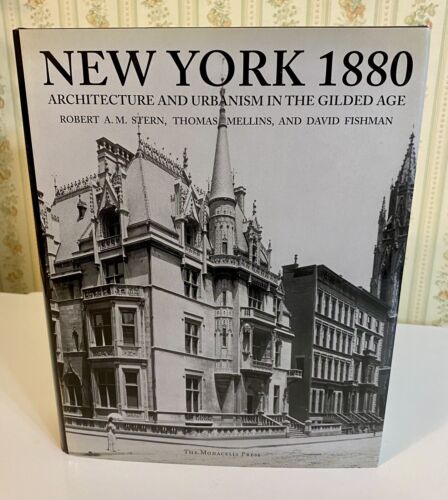 NEW YORK 1880
ARCHITECTURE AND URBANISM IN THE GILDED AGE
ROBERT A. M. STERN, THOMAS MELLINS, AND DAVID FISHMAN
THE MONACELLI PRESS